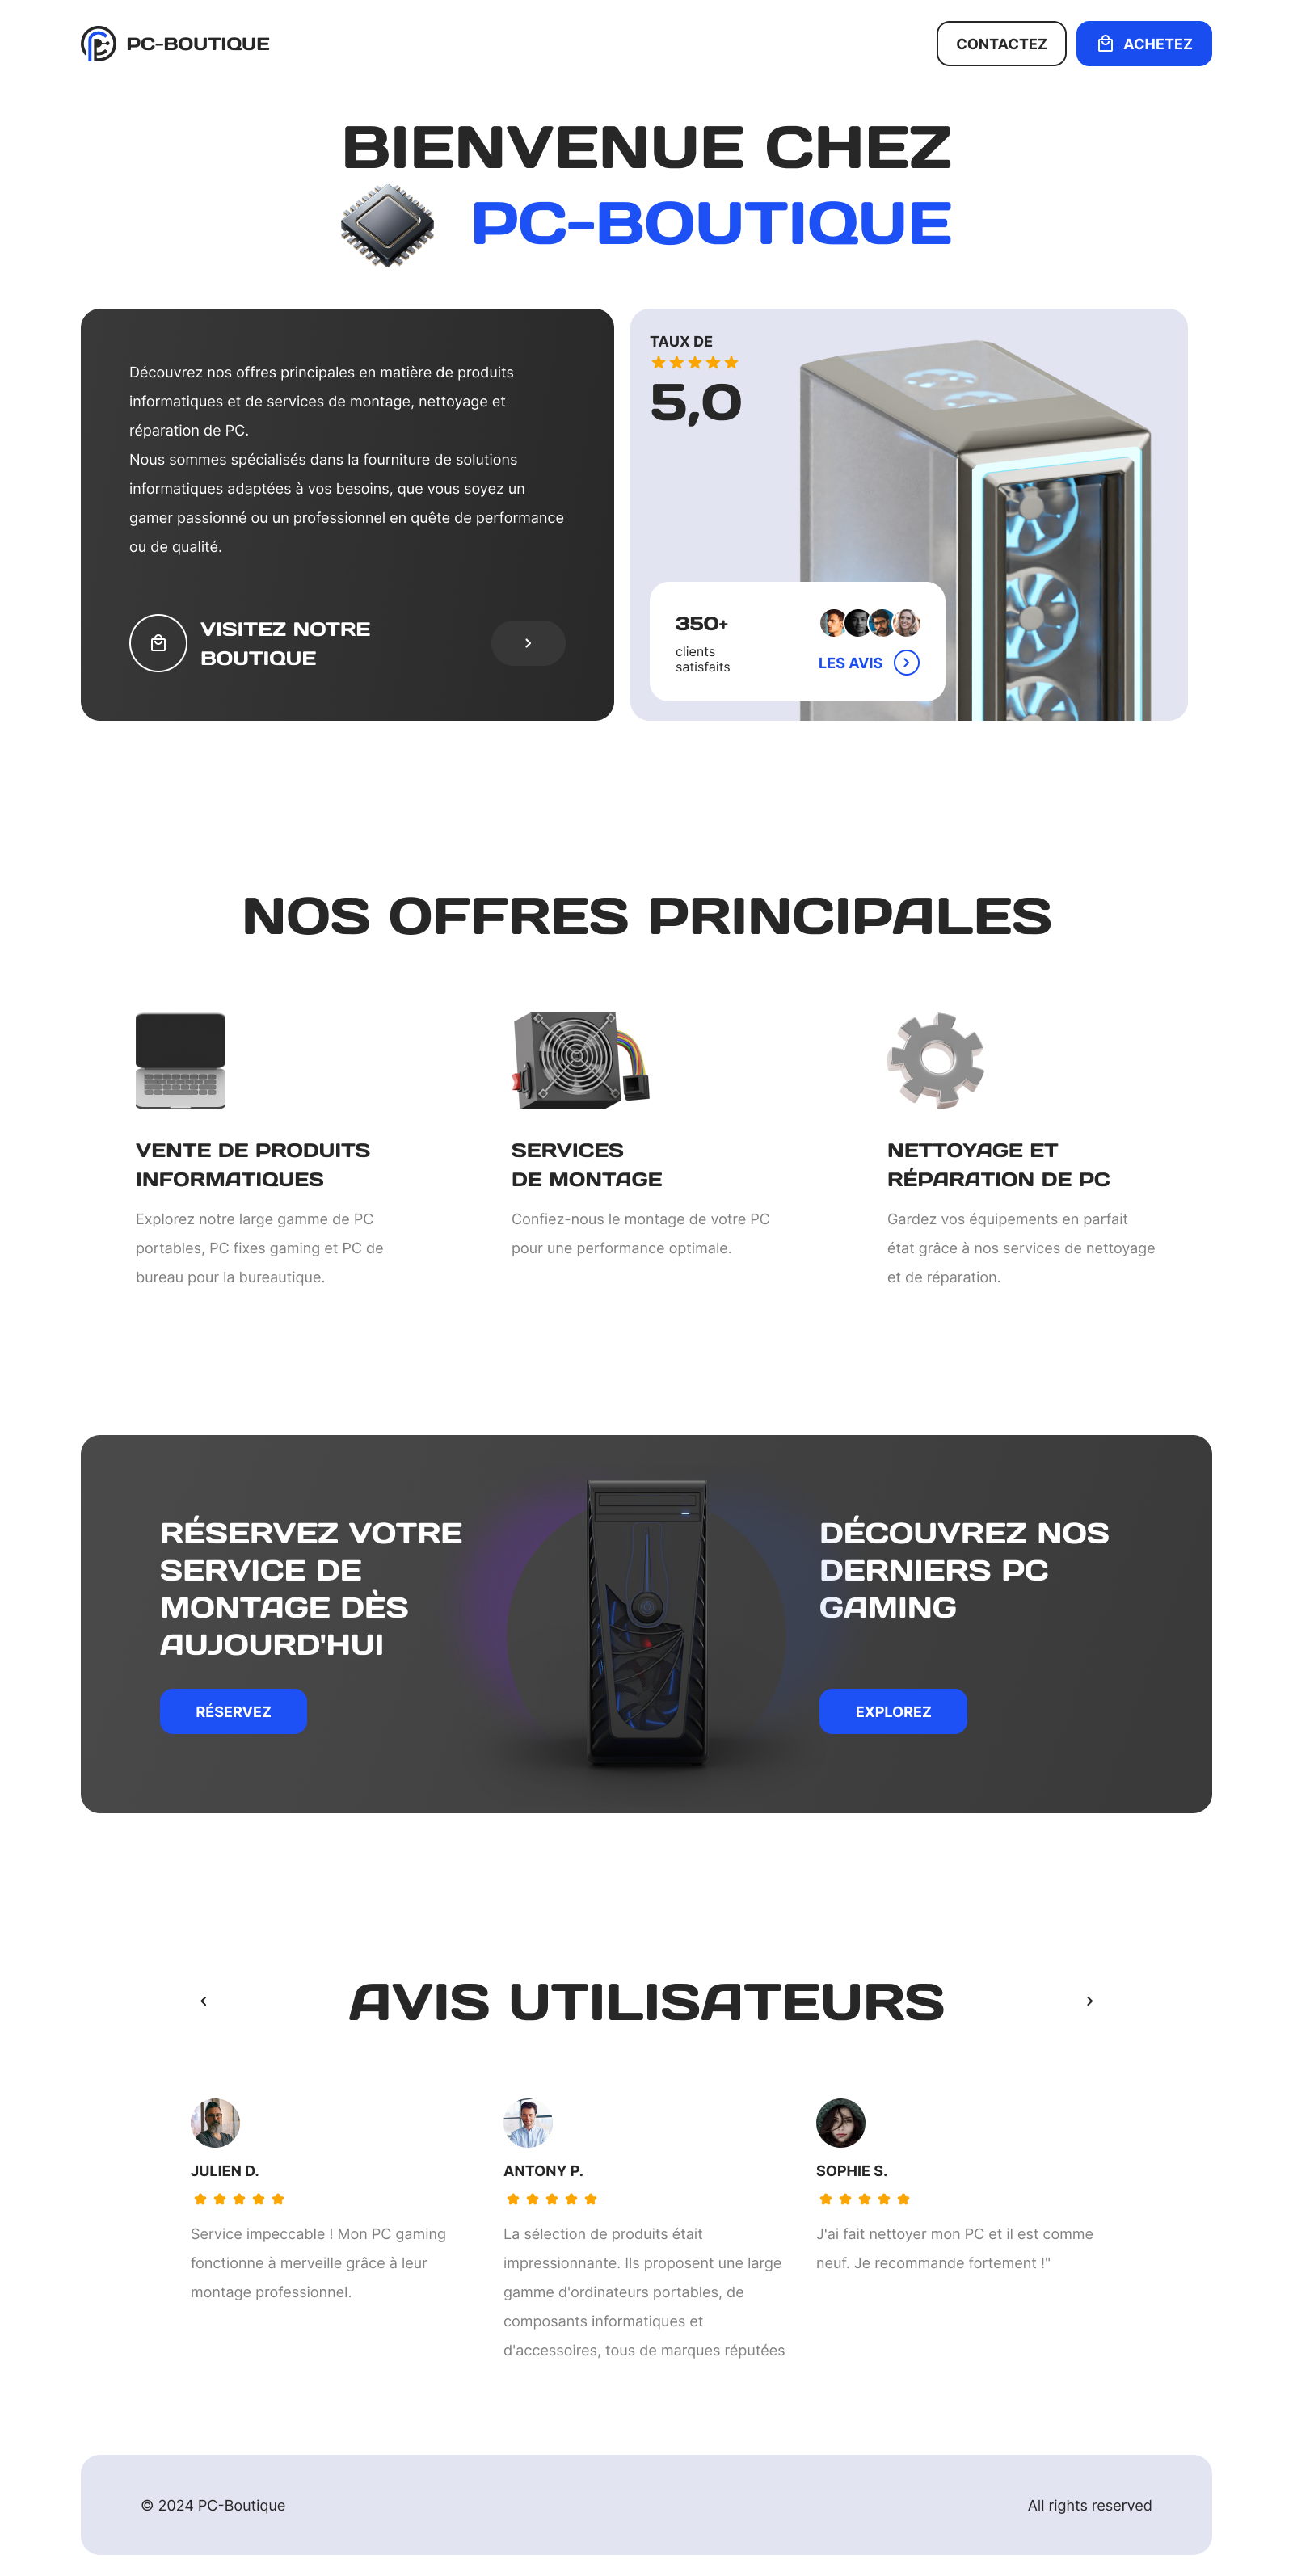 PC-BOUTIQUE
CONTACTEZ
ACHETEZ
BIENVENUE CHEZ
PC-BOUTIQUE
Découvrez nos offres principales en matière de produits
informatiques et de services de montage, nettoyage et
réparation de PC.
Nous sommes spécialisés dans la fourniture de solutions
informatiques adaptées à vos besoins, que vous soyez un
gamer passionné ou un professionnel en quête de performance
ou de qualité.
VISITEZ NOTRE
BOUTIQUE
TAUX DE
5,0
350+
clients
satisfaits
LES AVIS
NOS OFFRES PRINCIPALES
VENTE DE PRODUITS
INFORMATIQUES
Explorez notre large gamme de PC
portables, PC fixes gaming et PC de
bureau pour la bureautique.
SERVICES
DE MONTAGE
Confiez-nous le montage de votre PC
pour une performance optimale.
NETTOYAGE ET
RÉPARATION DE PC
Gardez vos équipements en parfait
état grâce à nos services de nettoyage
et de réparation.
RÉSERVEZ VOTRE
SERVICE DE
MONTAGE DÈS
AUJOURD'HUI
RÉSERVEZ
DÉCOUVREZ NOS
DERNIERS PC
GAMING
EXPLOREZ
AVIS UTILISATEURS
JULIEN D.
Service impeccable ! Mon PC gaming
fonctionne à merveille grâce à leur
montage professionnel.
ANTONY P.
La sélection de produits était
impressionnante. Ils proposent une large
gamme d'ordinateurs portables, de
composants informatiques et
d'accessoires, tous de marques réputées
SOPHIE S.
J'ai fait nettoyer mon PC et il est comme
neuf. Je recommande fortement !"
© 2024 PC-Boutique
All rights reserved